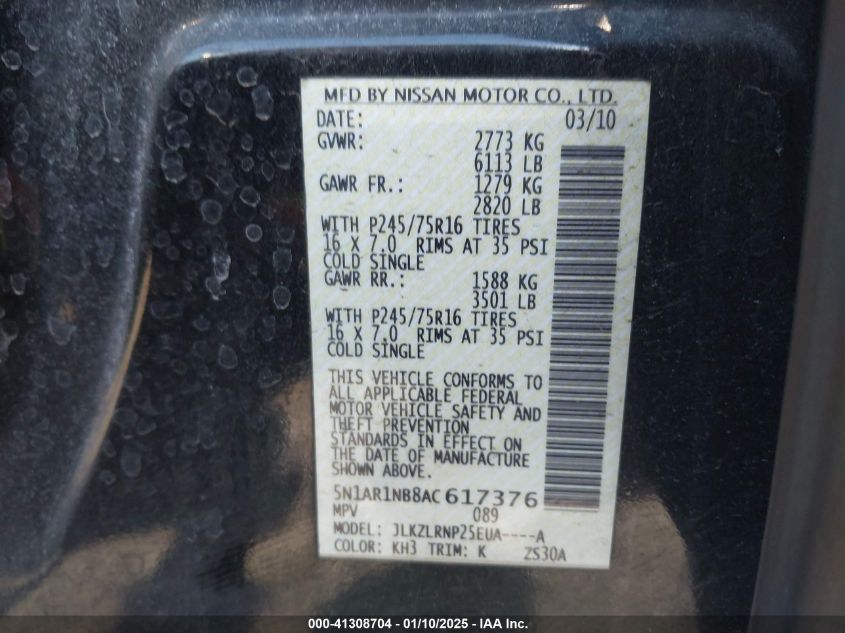 MFD BY NISSAN MOTOR CO., LTD.
DATE: 03/10
GVWR: 2773 KG
6113 LB
GAWR FR.: 1279 KG
2820 LB
WITH P245/75R16 TIRES
16 X 7.0 RIMS AT 35 PSI
COLD SINGLE
GAWR RR.: 1588 KG
3501 LB
WITH P245/75R16 TIRES
16 X 7.0 RIMS AT 35 PSI
COLD SINGLE
THIS VEHICLE CONFORMS TO
ALL APPLICABLE FEDERAL
MOTOR VEHICLE SAFETY AND
THEFT PREVENTION
STANDARDS IN EFFECT ON
THE DATE OF MANUFACTURE
SHOWN ABOVE.
5N1AR1NB8AC617376
MPV 089
MODEL: JLKZLRNP25EUA----A
COLOR: KH3 TRIM: K ZS30A
000-41308704 - 01/10/2025 - © IAA Holdings, LLC.